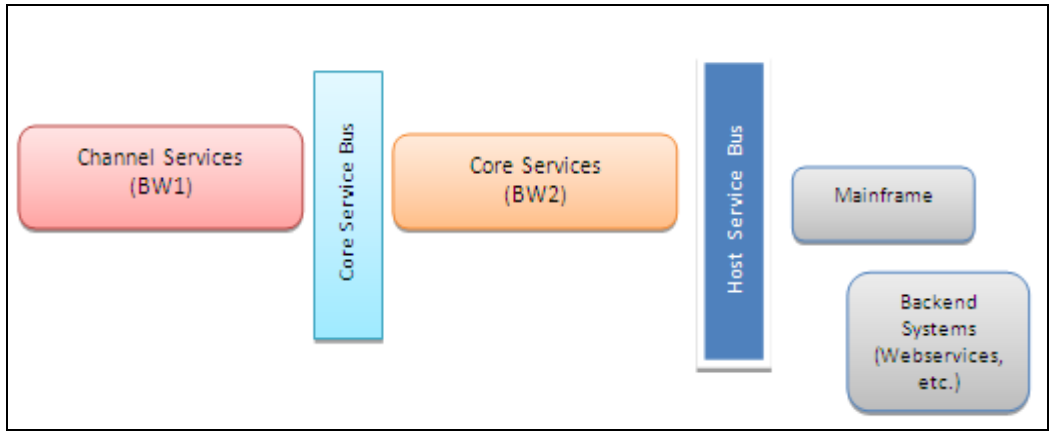 Channel Services
(BW1)
Core Service Bus
Core Services
(BW2)
Host Service Bus
Mainframe
Backend
Systems
(Webservices,
etc.)